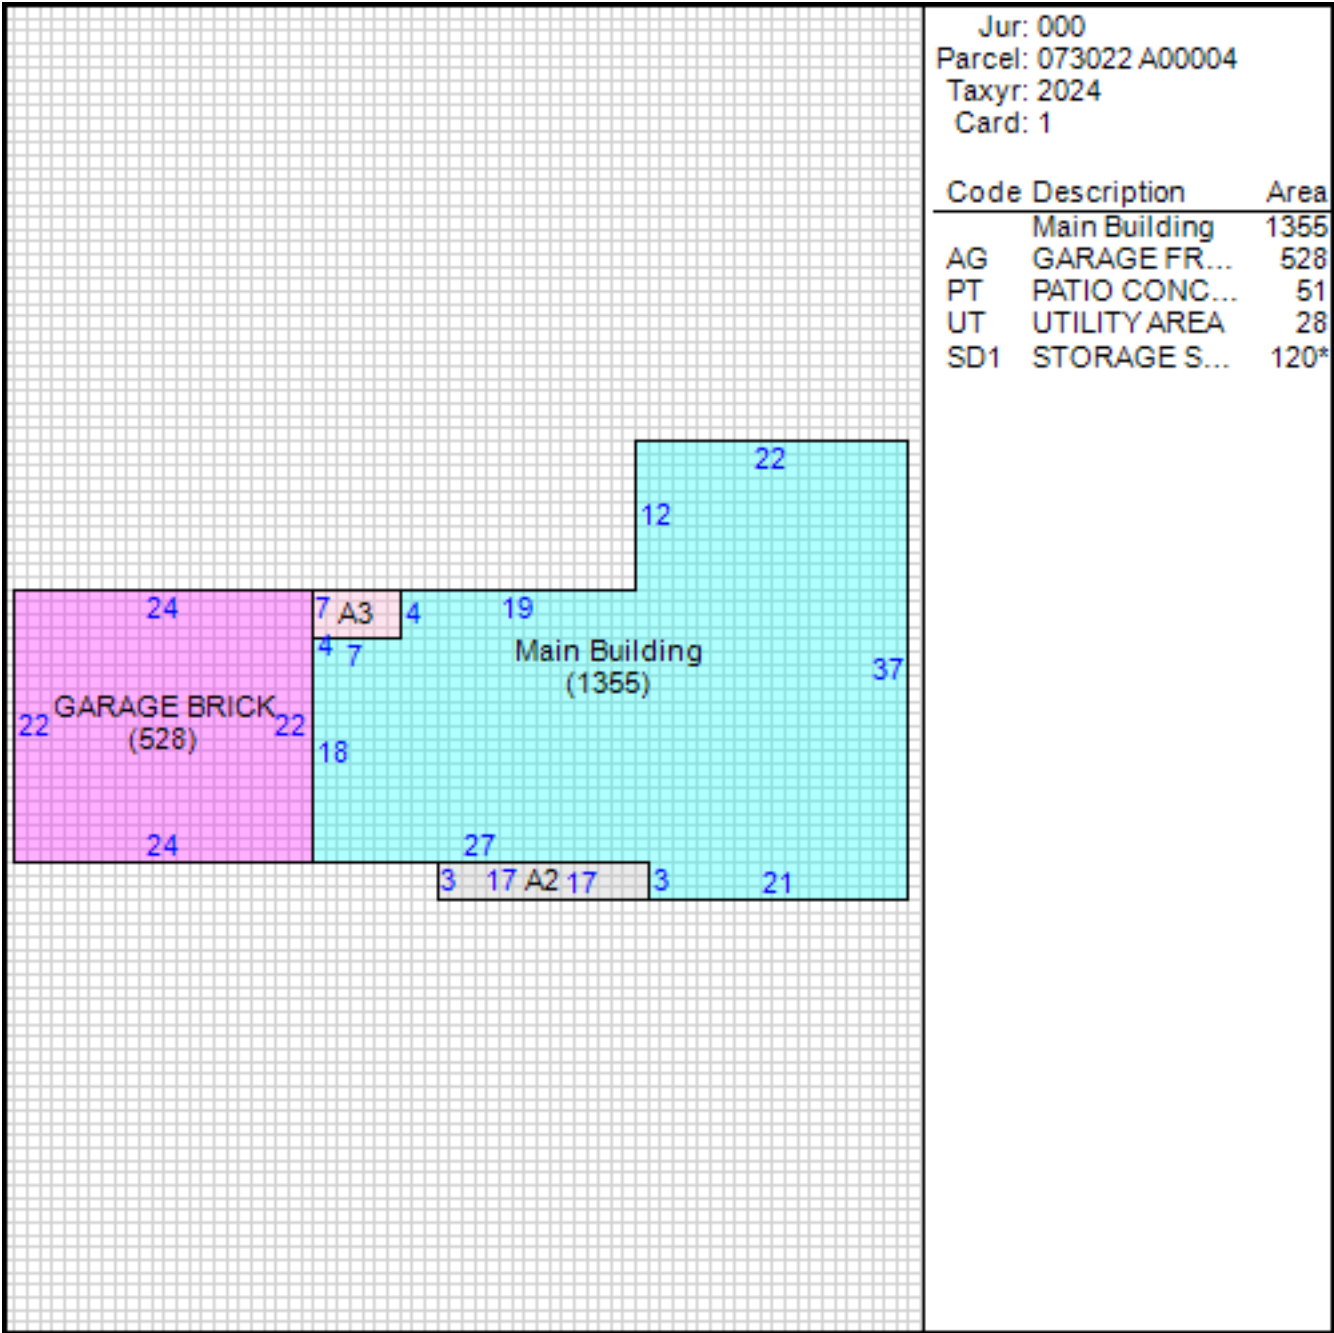 Jur: 000
Parcel: 073022 A00004
Taxyr: 2024
Card: 1
Code Description Area
Main Building 1355
AG GARAGE FR... 528
PT PATIO CONC... 51
UT UTILITY AREA 28
SD1 STORAGE S... 120*
22
12
24 7 A3 4 19
4 7 Main Building
(1355) 37
22 GARAGE BRICK 22
(528) 18
24 27
3 17 A2 17 3 21